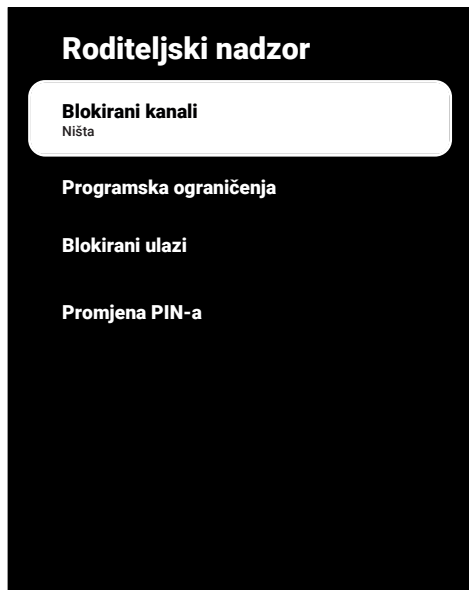 Roditeljski nadzor
Blokirani kanali
Ništa
Programska ograničenja
Blokirani ulazi
Promjena PIN-a